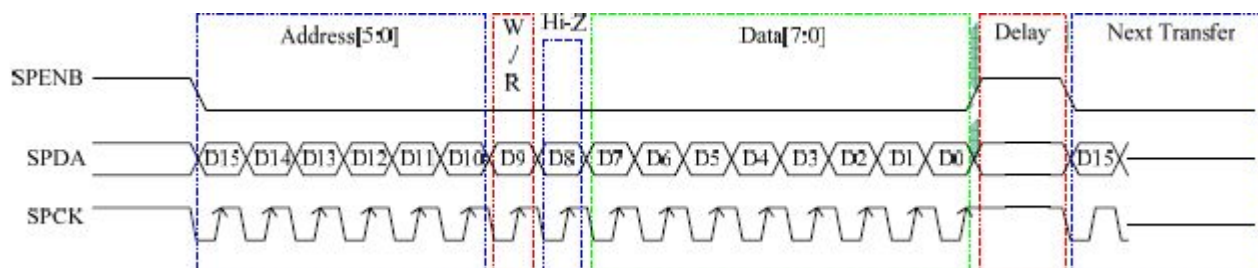 Address[5:0] W/R Hi-Z Data[7:0] Delay Next Transfer
SPENB
SPDA D15 D14 D13 D12 D11 D10 D9 D8 D7 D6 D5 D4 D3 D2 D1 D0 D15
SPCK